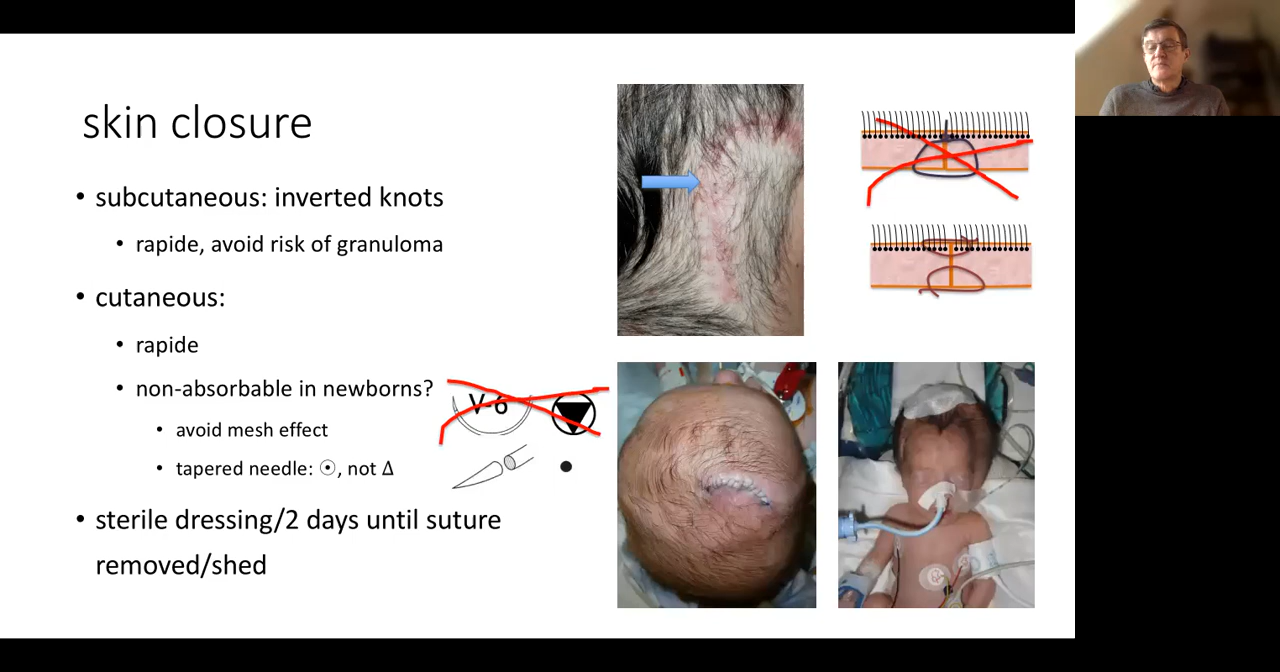 skin closure
• subcutaneous: inverted knots
• rapide, avoid risk of granuloma
• cutaneous:
• rapide
• non-absorbable in newborns?
V-6
• avoid mesh effect
• tapered needle: ☉, not Δ
• sterile dressing/2 days until suture
removed/shed